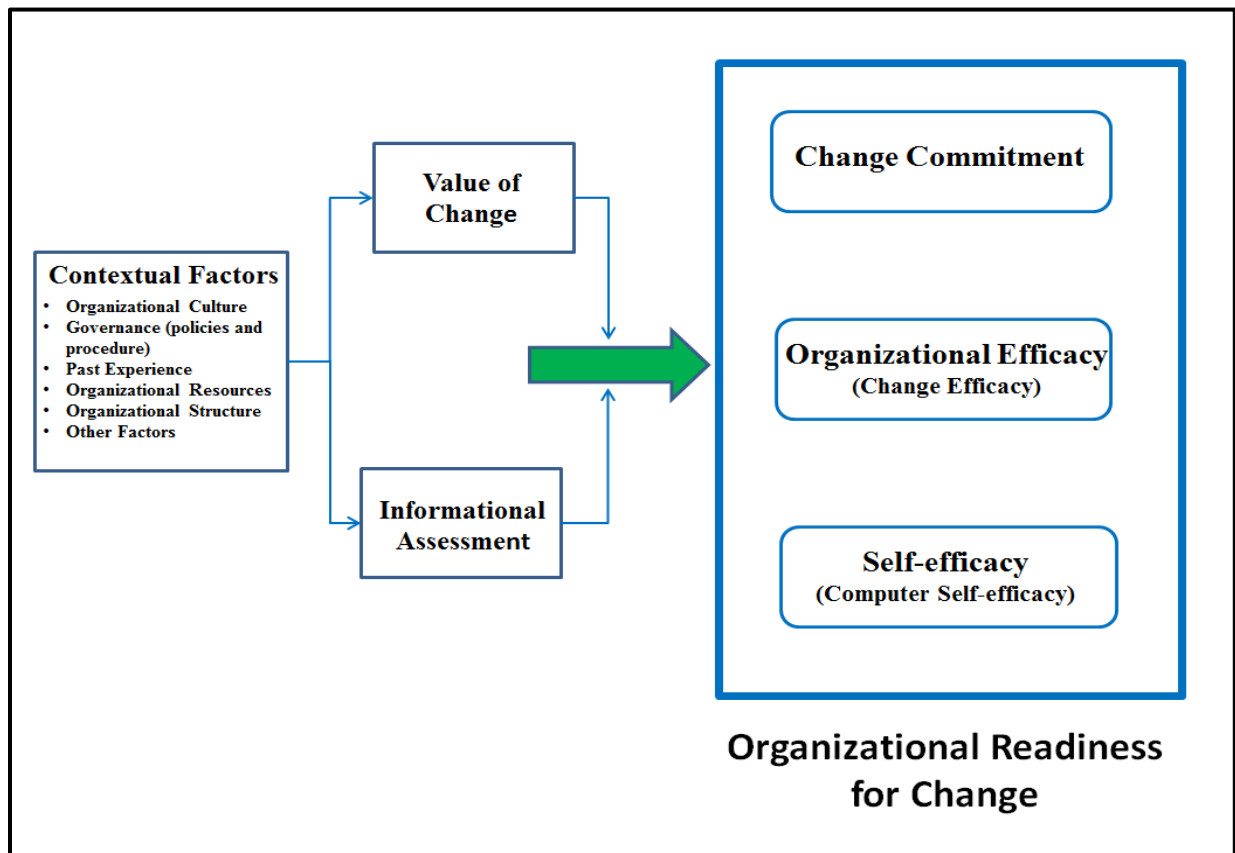 Contextual Factors
• Organizational Culture
• Governance (policies and
procedure)
• Past Experience
• Organizational Resources
• Organizational Structure
• Other Factors
Value of
Change
Informational
Assessment
Change Commitment
Organizational Efficacy
(Change Efficacy)
Self-efficacy
(Computer Self-efficacy)
Organizational Readiness
for Change